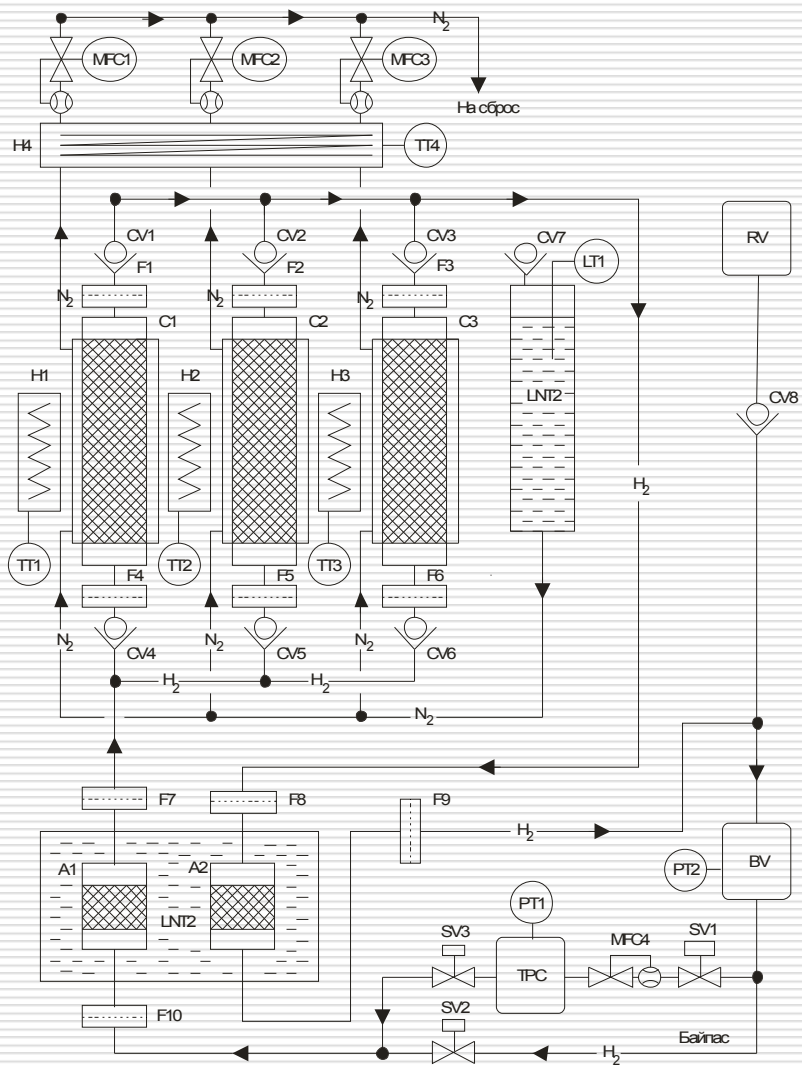 N2
MFC1 MFC2 MFC3
На сброс
H4 TT4
CV1 CV2 CV3 CV7 RV
F1 F2 F3 LT1
N2 N2 N2
C1 C2 C3
H1 H2 H3
LNT2 CV8
H2
TT1 TT2 TT3
F4 F5 F6
N2 N2 N2
CV4 CV5 CV6
H2 H2
N2
F7 F8 F9
H2
A1 A2 BV
PT2
LNT2
PT1
SV3 MFC4 SV1
TPC
F10
SV2
Байпас
H2